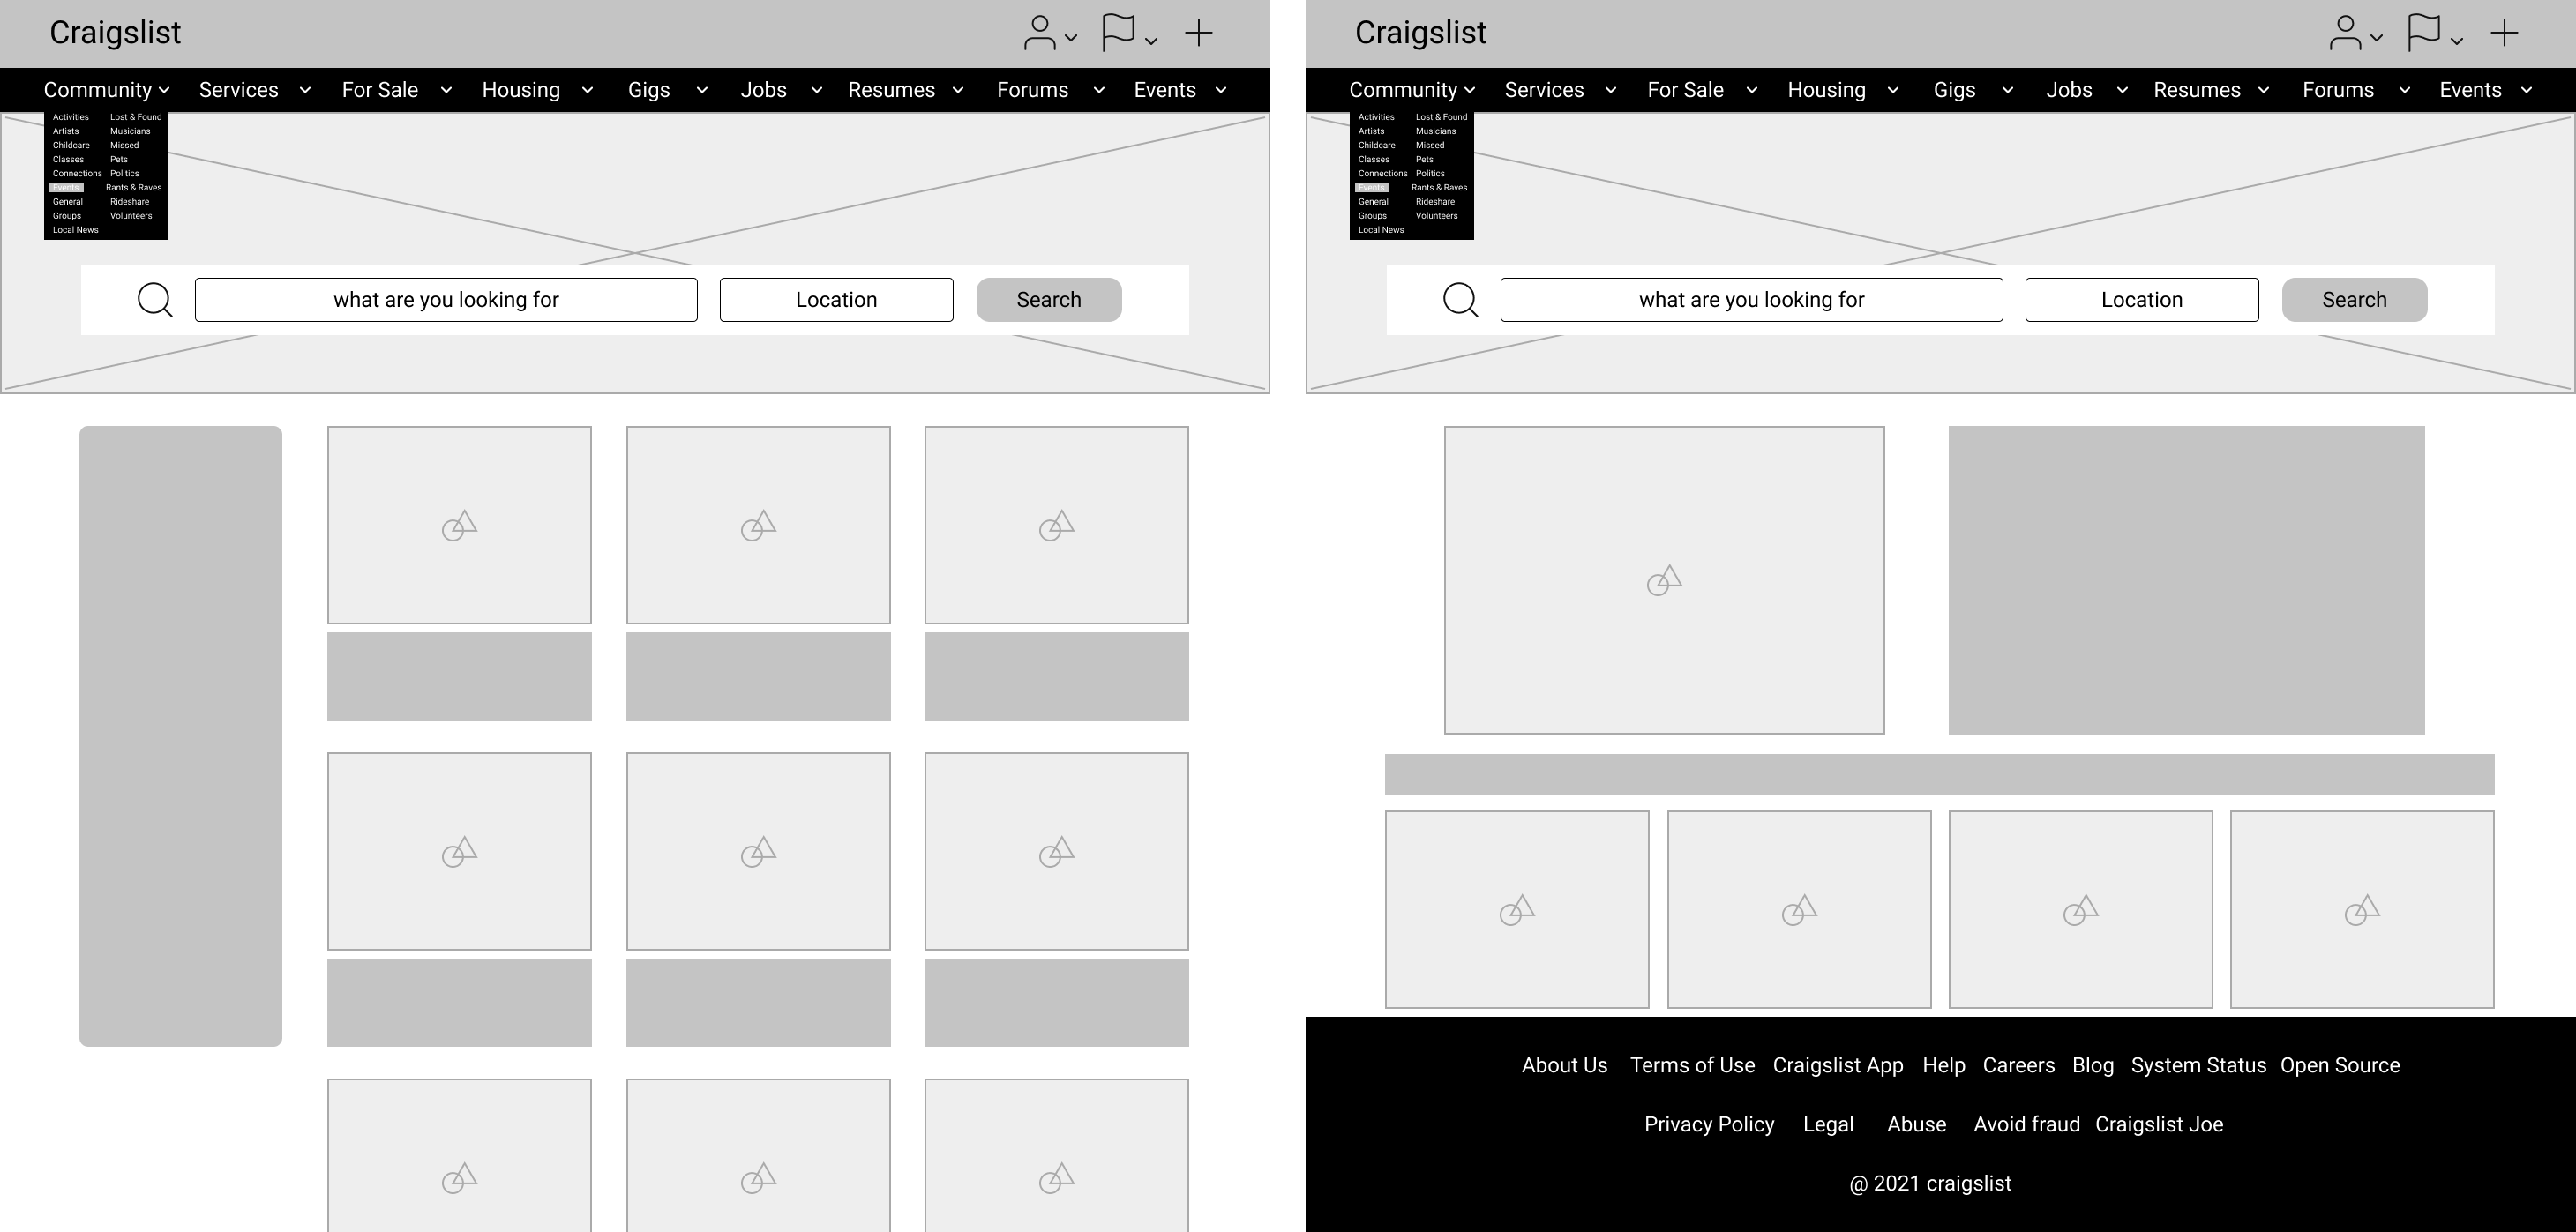 Craigslist
Community Services For Sale Housing Gigs Jobs Resumes Forums Events
Activities Lost & Found
Artists Musicians
Childcare Missed
Classes Pets
Connections Politics
Events Rants & Raves
General Rideshare
Groups Volunteers
Local News
what are you looking for Location Search
Craigslist
Community Services For Sale Housing Gigs Jobs Resumes Forums Events
Activities Lost & Found
Artists Musicians
Childcare Missed
Classes Pets
Connections Politics
Events Rants & Raves
General Rideshare
Groups Volunteers
Local News
what are you looking for Location Search
About Us Terms of Use Craigslist App Help Careers Blog System Status Open Source
Privacy Policy Legal Abuse Avoid fraud Craigslist Joe
@ 2021 craigslist